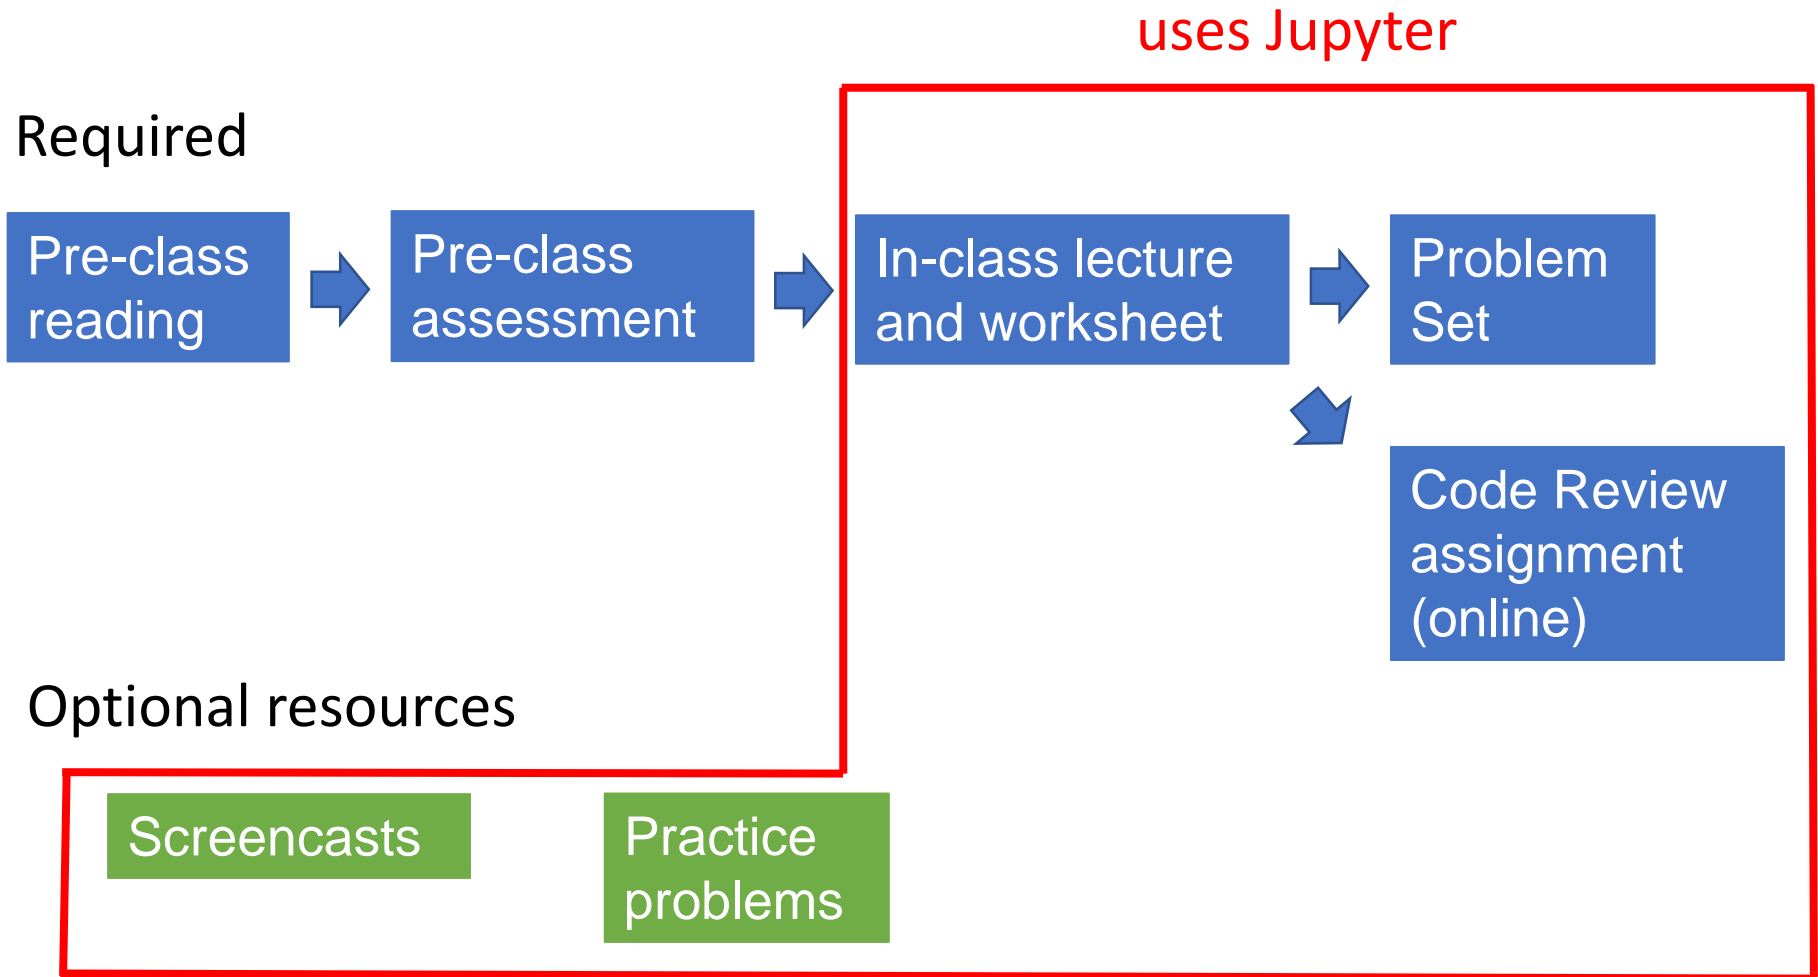 uses Jupyter
Required
Pre-class
reading
Pre-class
assessment
In-class lecture
and worksheet
Problem
Set
Code Review
assignment
(online)
Optional resources
Screencasts
Practice
problems